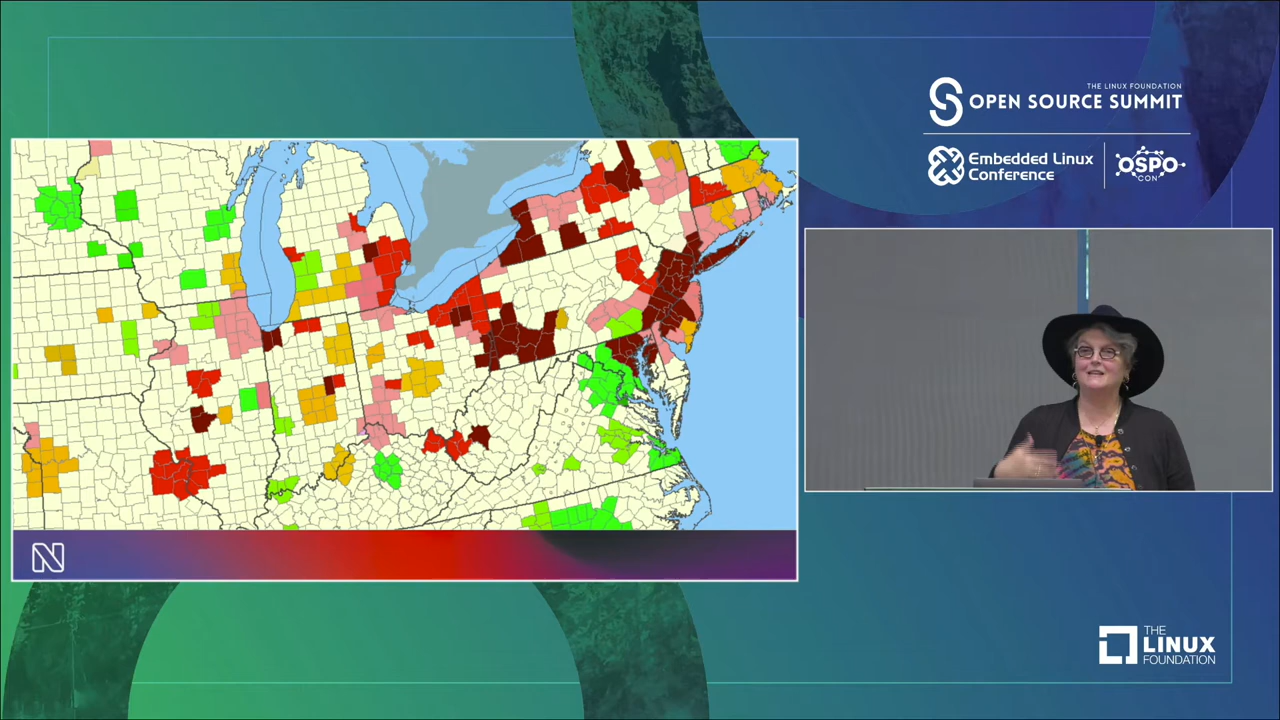 THE LINUX FOUNDATION
OPEN SOURCE SUMMIT
Embedded Linux
Conference
OSPO
CON
N
THE
LINUX
FOUNDATION